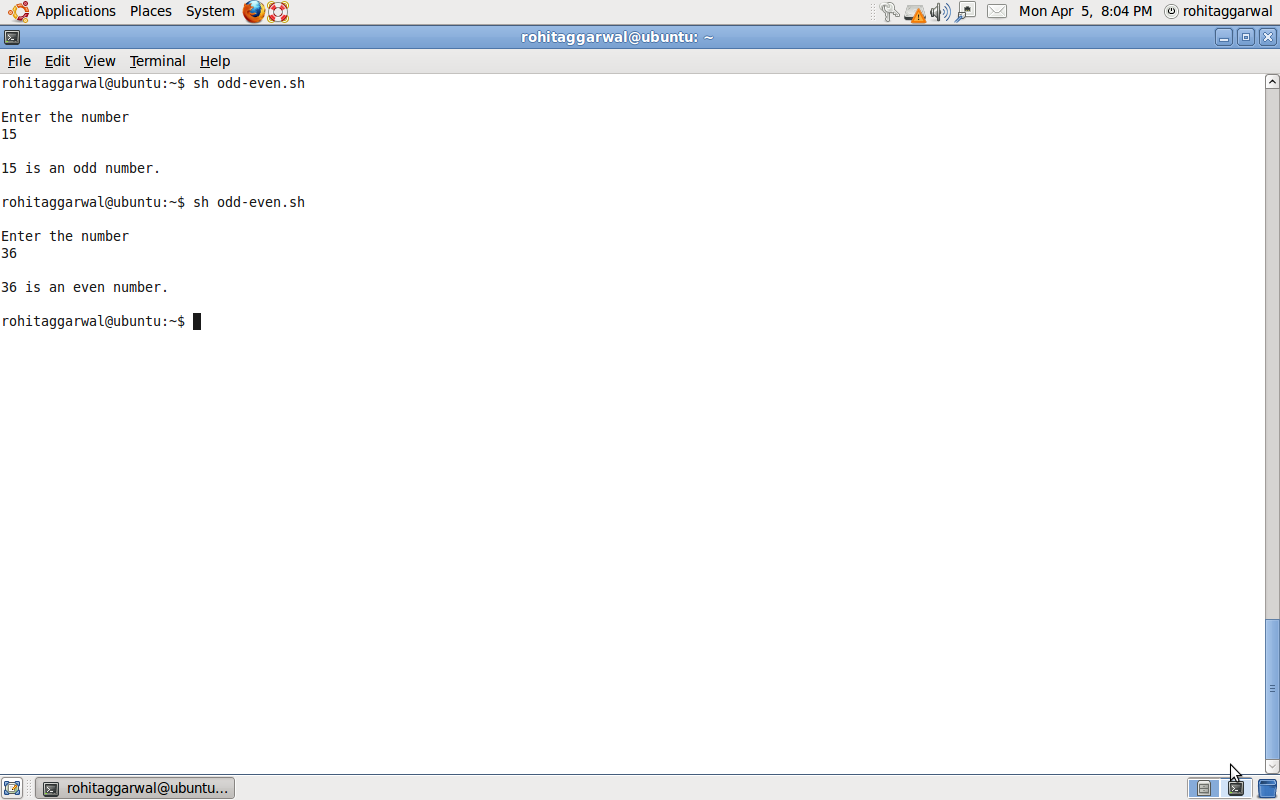 Applications Places System Mon Apr 5, 8:04 PM rohitaggarwal
rohitaggarwal@ubuntu: ~
File Edit View Terminal Help
rohitaggarwal@ubuntu:~$ sh odd-even.sh
Enter the number
15
15 is an odd number.
rohitaggarwal@ubuntu:~$ sh odd-even.sh
Enter the number
36
36 is an even number.
rohitaggarwal@ubuntu:~$
rohitaggarwal@ubuntu...